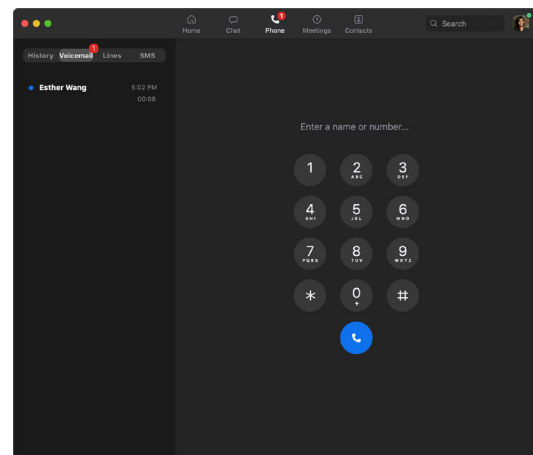 1
Home Chat Phone Meetings Contacts
Search
1
History Voicemail Lines SMS
Esther Wang 5:02 PM
00:08
Enter a name or number...
1 2 3
ABC DEF
4 5 6
GHI JKL MNO
7 8 9
PQRS TUV WXYZ
* 0 #
+